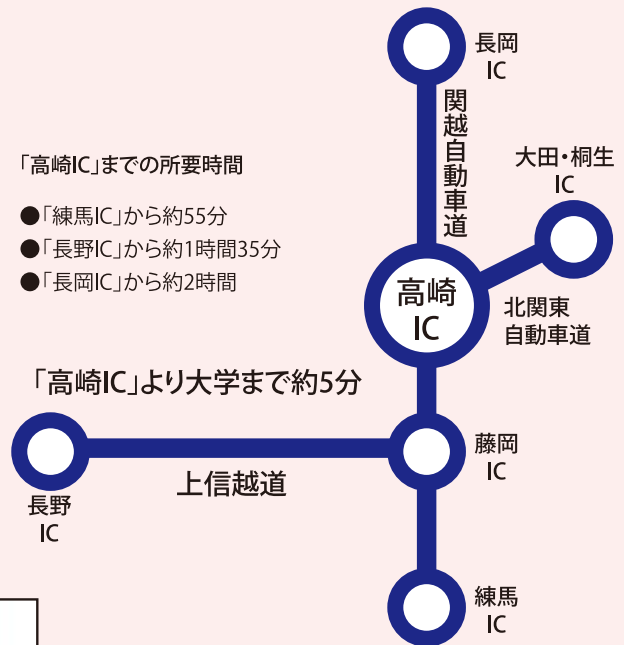 長岡
IC
関越自動車道
大田・桐生
IC
「高崎IC」までの所要時間
●「練馬IC」から約55分
●「長野IC」から約1時間35分
●「長岡IC」から約2時間
高崎
IC
北関東
自動車道
「高崎IC」より大学まで約5分
藤岡
IC
上信越道
長野
IC
練馬
IC